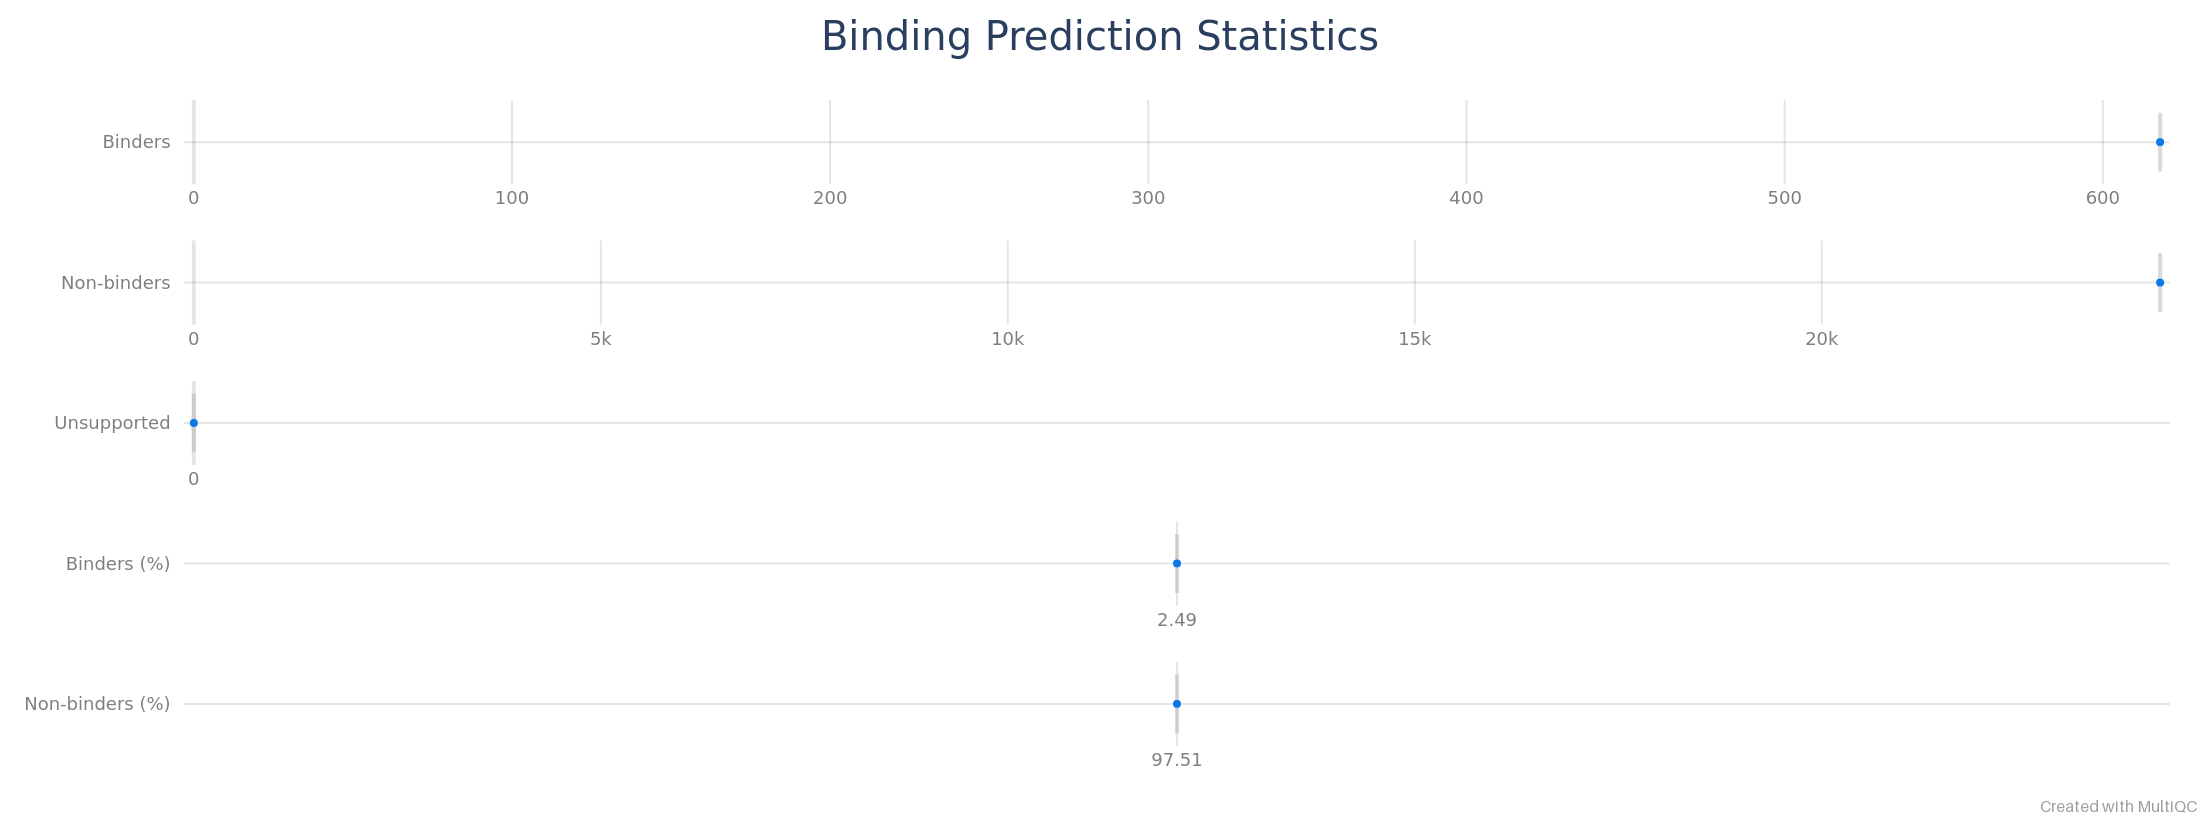 Binding Prediction Statistics
Binders
0 100 200 300 400 500 600
Non-binders
0 5k 10k 15k 20k
Unsupported
0
Binders (%)
2.49
Non-binders (%)
97.51
Created with MultiQC